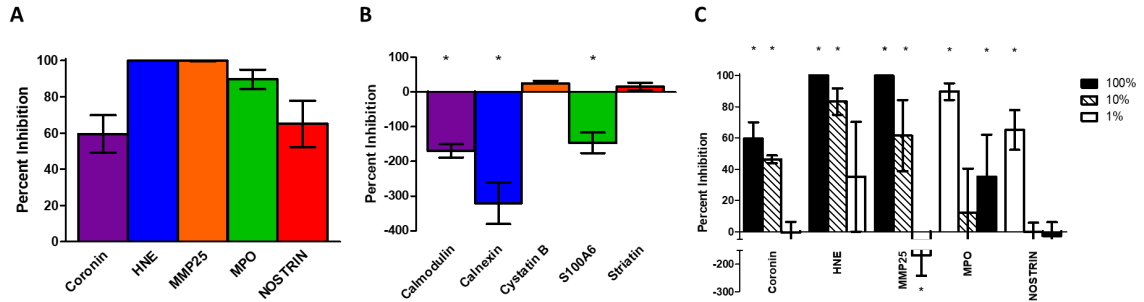 A
Percent Inhibition
100
80
60
40
20
0
Coronin
HNE
MMP25
MPO
NOSTRIN
B
Percent Inhibition
100
0
-100
-200
-300
-400
* * *
Calmodulin
Calnexin
Cystatin B
S100A6
Striatin
C
Percent Inhibition
* * * * * * * * *
100
80
60
40
20
0
-100
-200
-300
*
Coronin
HNE
MMP25
MPO
NOSTRIN
100%
10%
1%